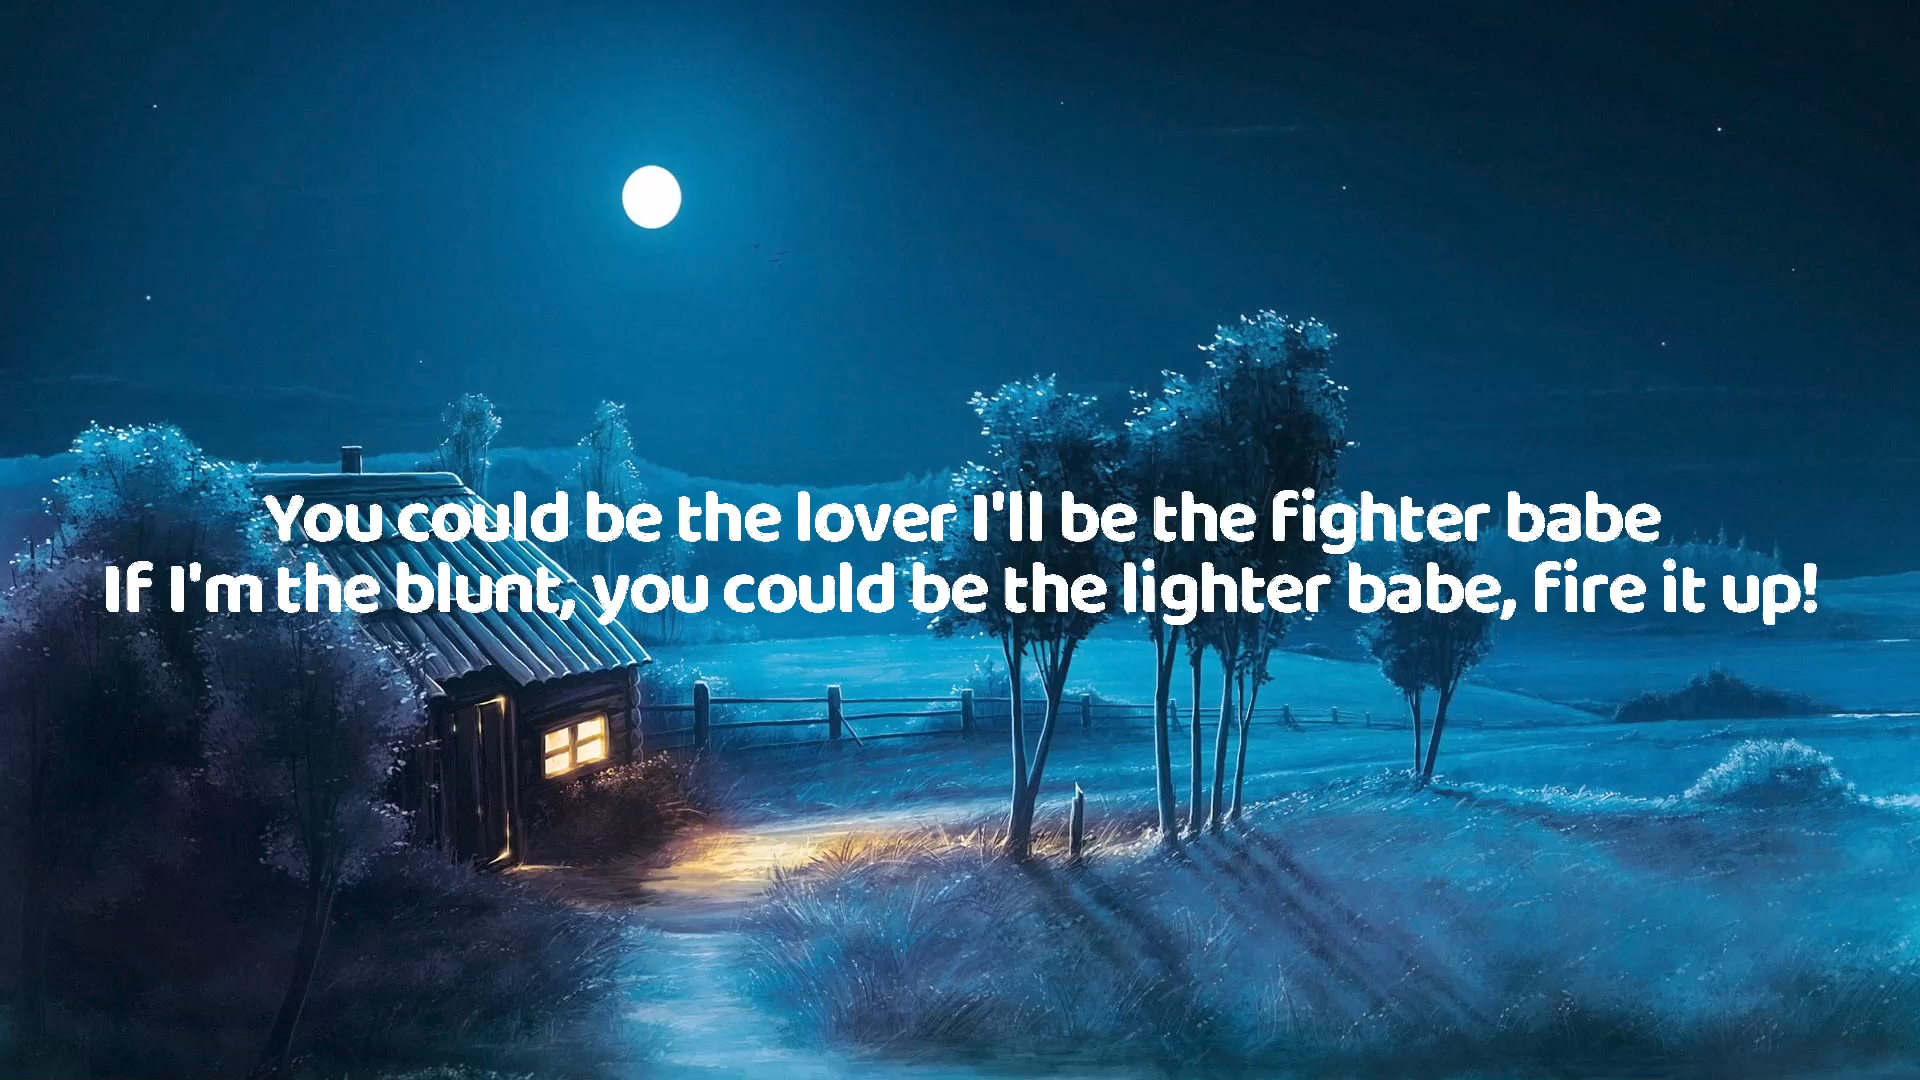 You could be the lover I'll be the fighter babe
If I'm the blunt, you could be the lighter babe, fire it up!